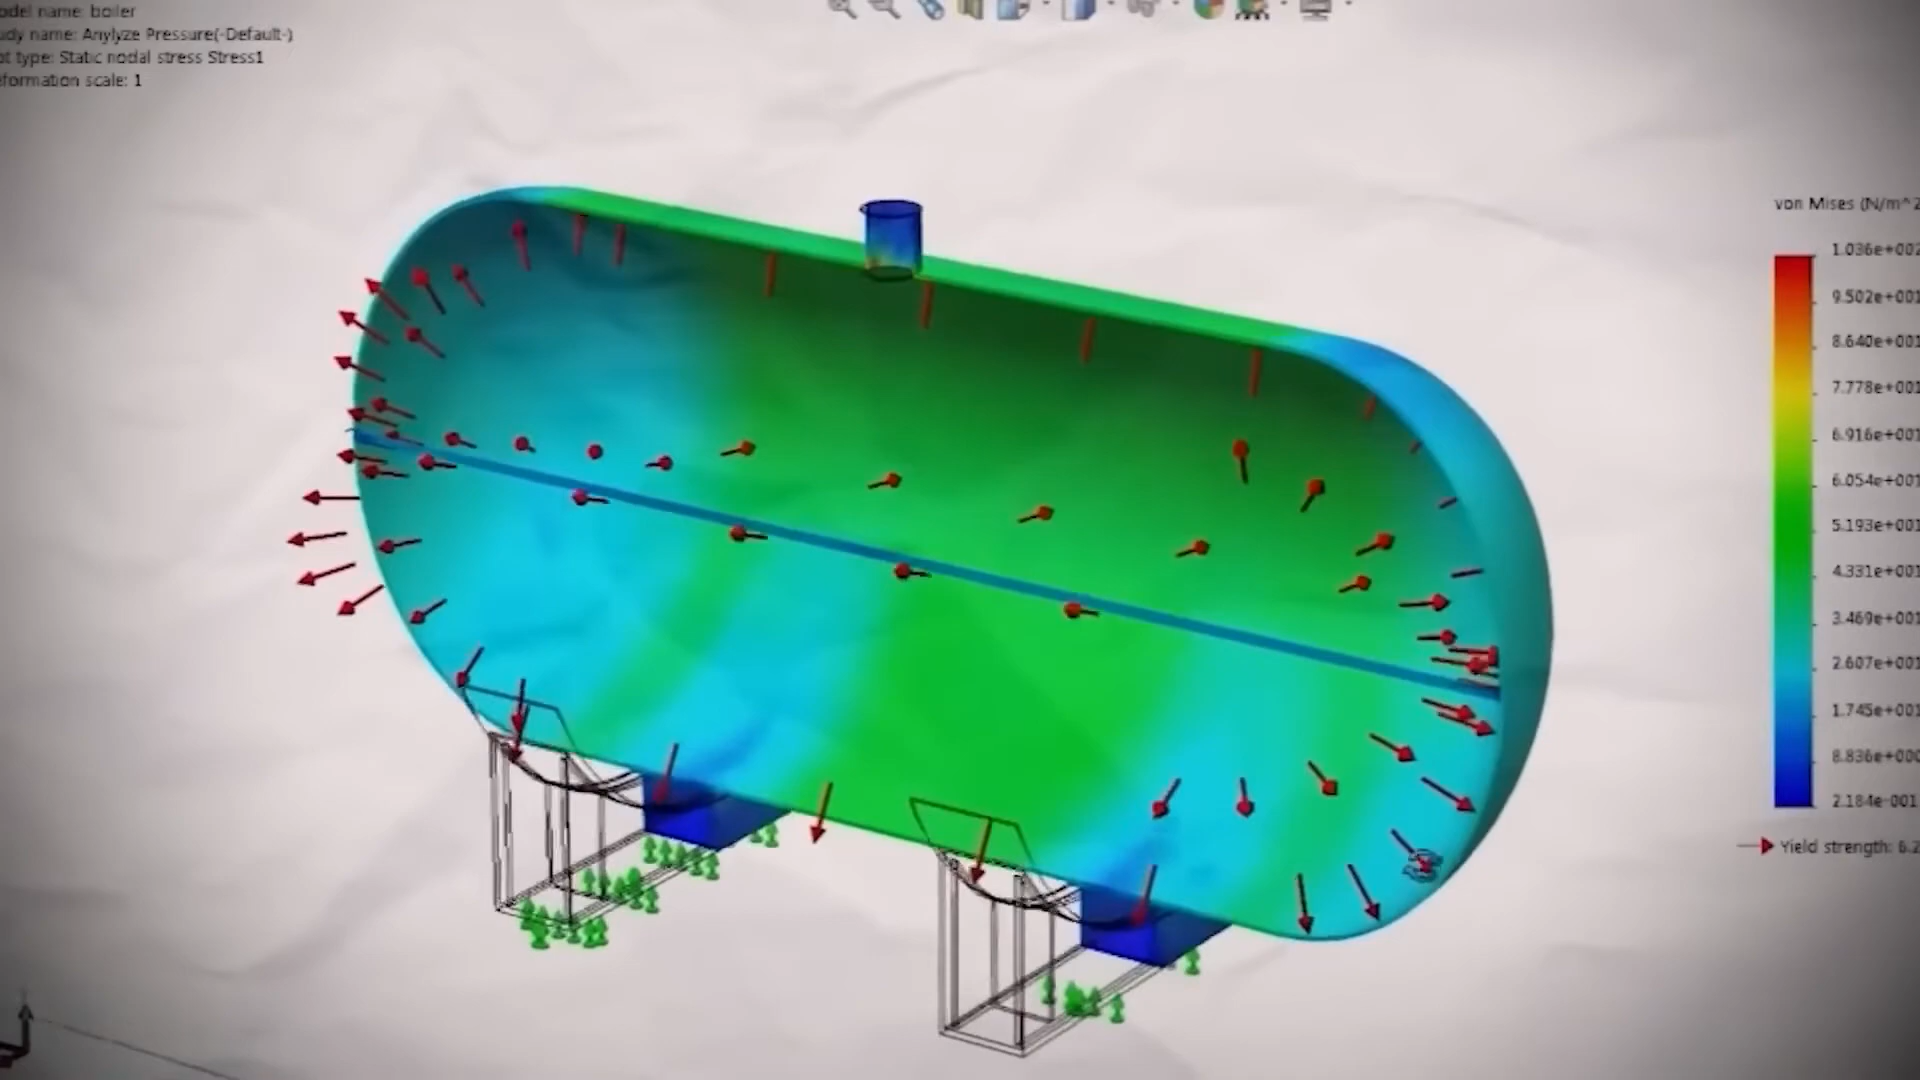 odel name: boiler
udy name: Anylyze Pressure(-Default-)
ot type: Static nodal stress Stress1
eformation scale: 1
von Mises (N/m^2
1.036e+002
9.502e+001
8.640e+001
7.778e+001
6.916e+001
6.054e+001
5.193e+001
4.331e+001
3.469e+001
2.607e+001
1.745e+001
8.836e+000
2.184e-001
Yield strength: 6.2